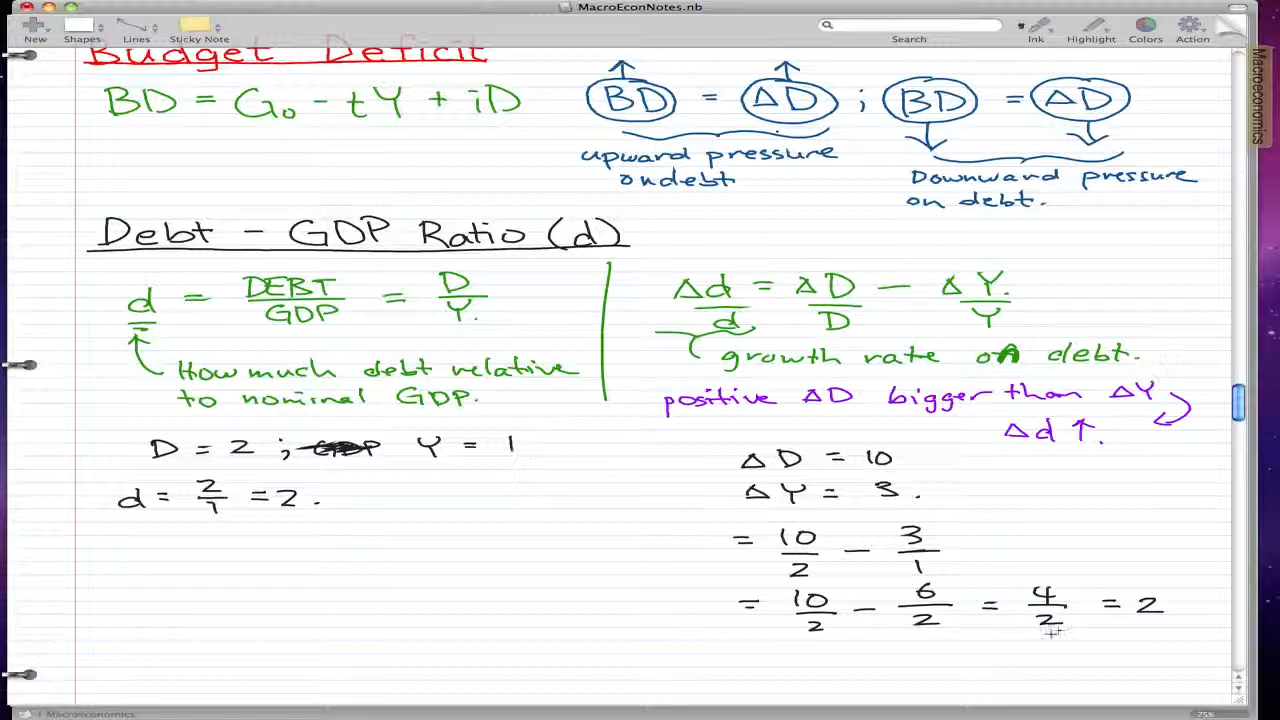 MacroEconNotes.nb
New Shapes Lines Sticky Note Search Ink Highlight Colors Action
Macroeconomics
Budget Deficit
BD = G₀ - tY + iD
BD = ΔD ; BD = ΔD
upward pressure
on debt
Downward pressure
on debt.
Debt - GDP Ratio (d)
d = DEBT/GDP = D/Y.
How much debt relative
to nominal GDP.
D = 2 ; Y = 1
d = 2/1 = 2.
Δd/d = ΔD/D - ΔY./Y
growth rate on debt.
positive ΔD bigger than ΔY
Δd ↑.
ΔD = 10
ΔY = 3.
= 10/2 - 3/1
= 10/2 - 6/2 = 4/2 = 2
Macroeconomics
75%